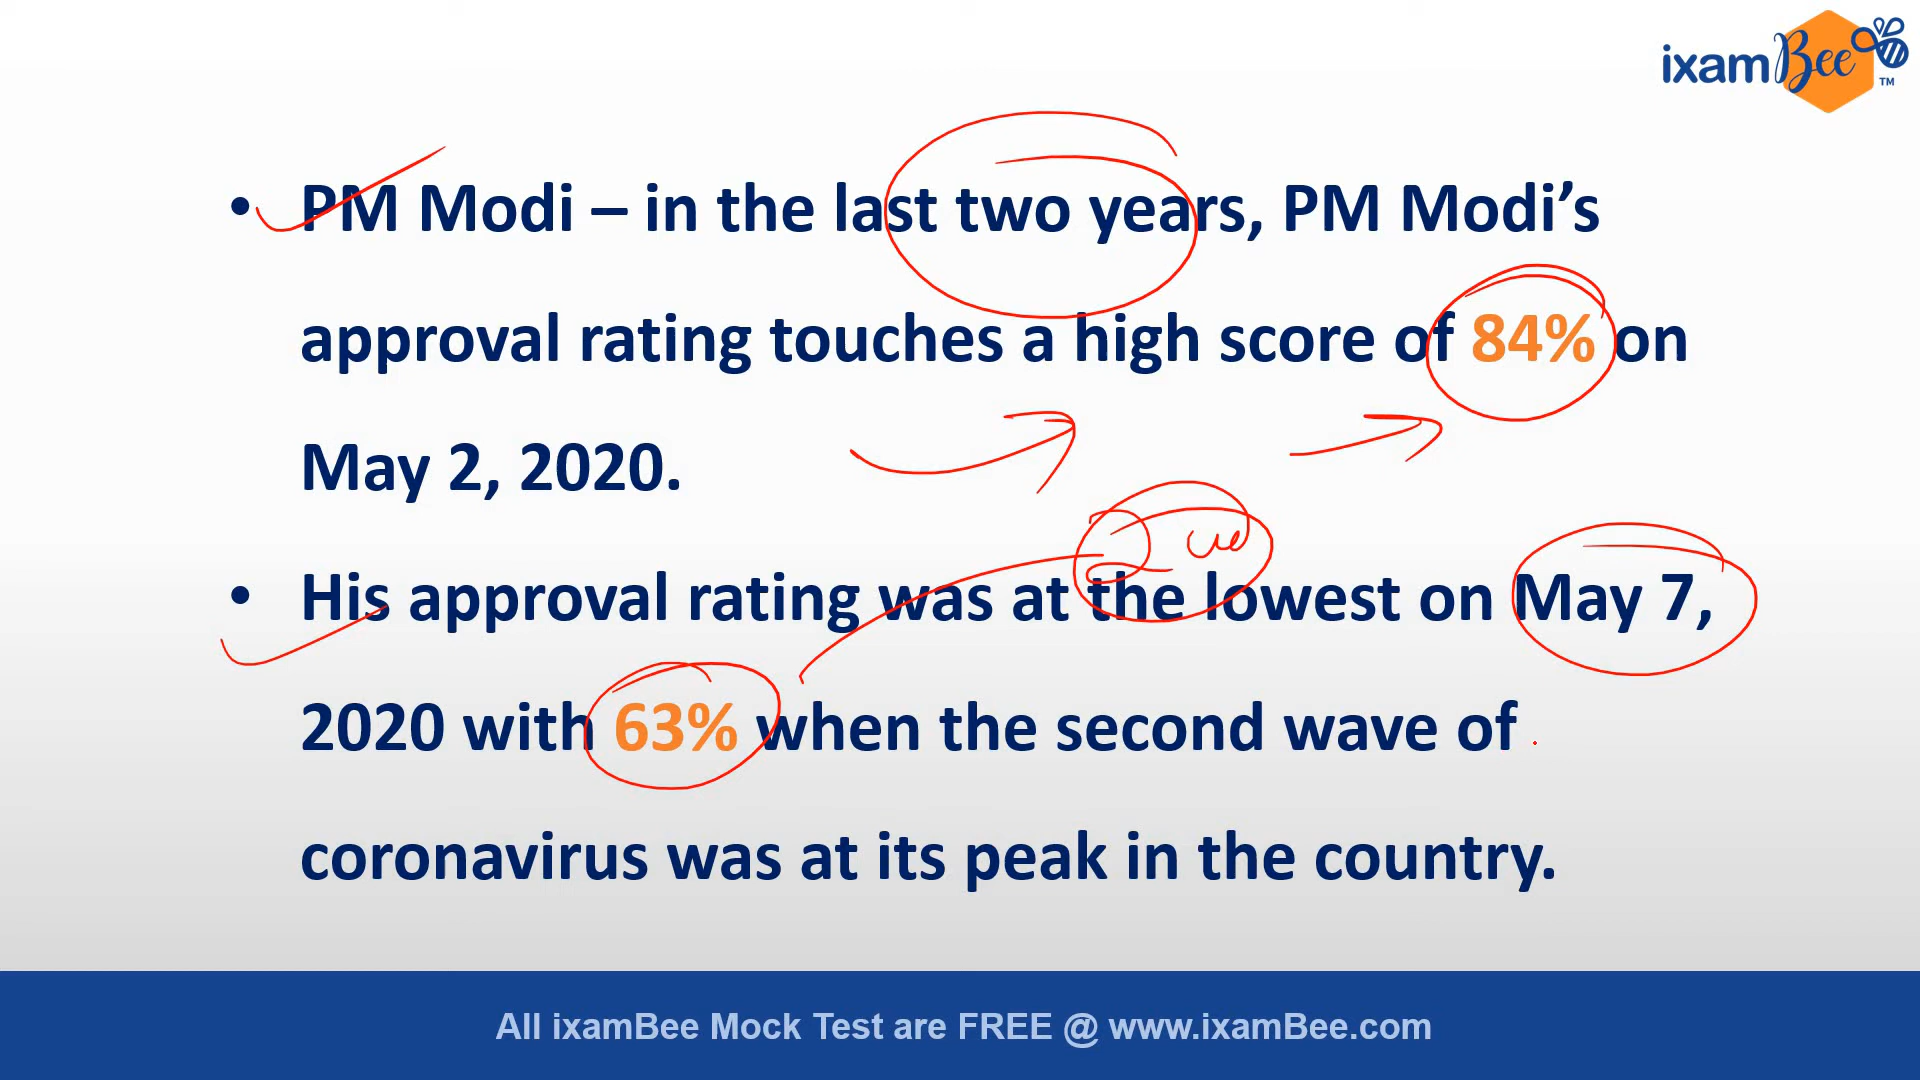 ixamBee TM
• PM Modi – in the last two years, PM Modi’s
approval rating touches a high score of 84% on
May 2, 2020.
• His approval rating was at the lowest on May 7,
2020 with 63% when the second wave of
coronavirus was at its peak in the country.
All ixamBee Mock Test are FREE @ www.ixamBee.com